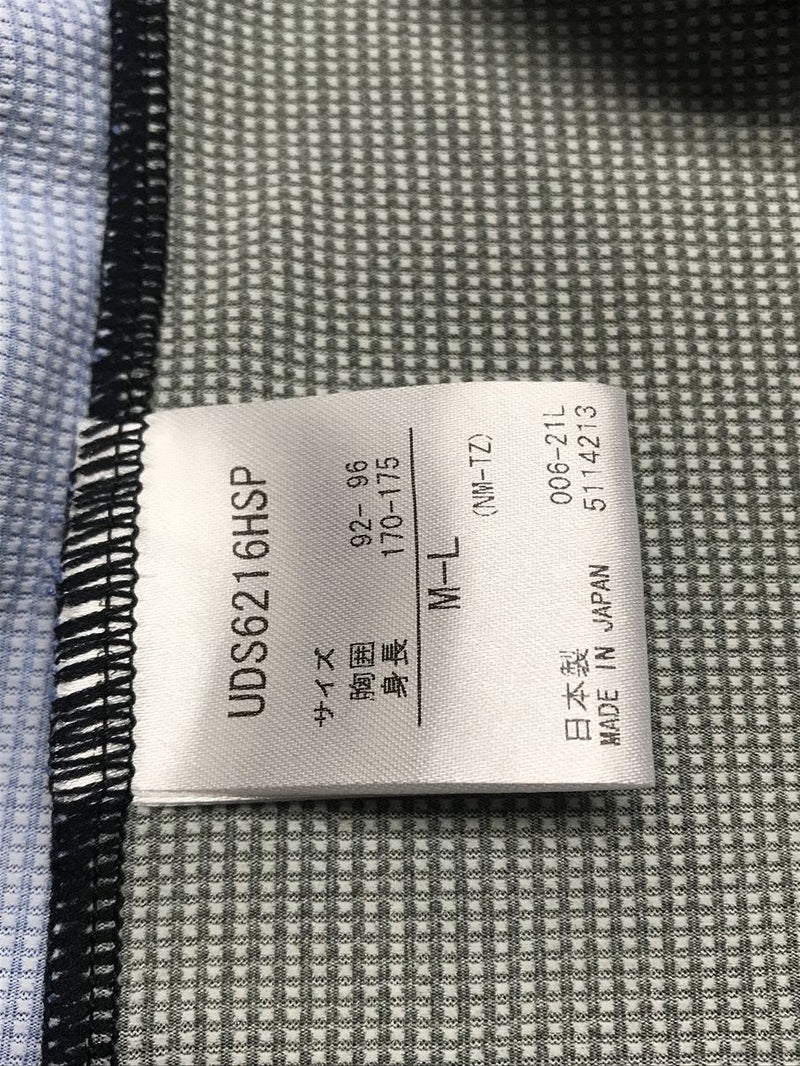 UDS6216HSP
サイズ
胸囲 92- 96
身長 170-175
M-L
(NM-TZ)
日本製 006-21L
MADE IN JAPAN 5114213